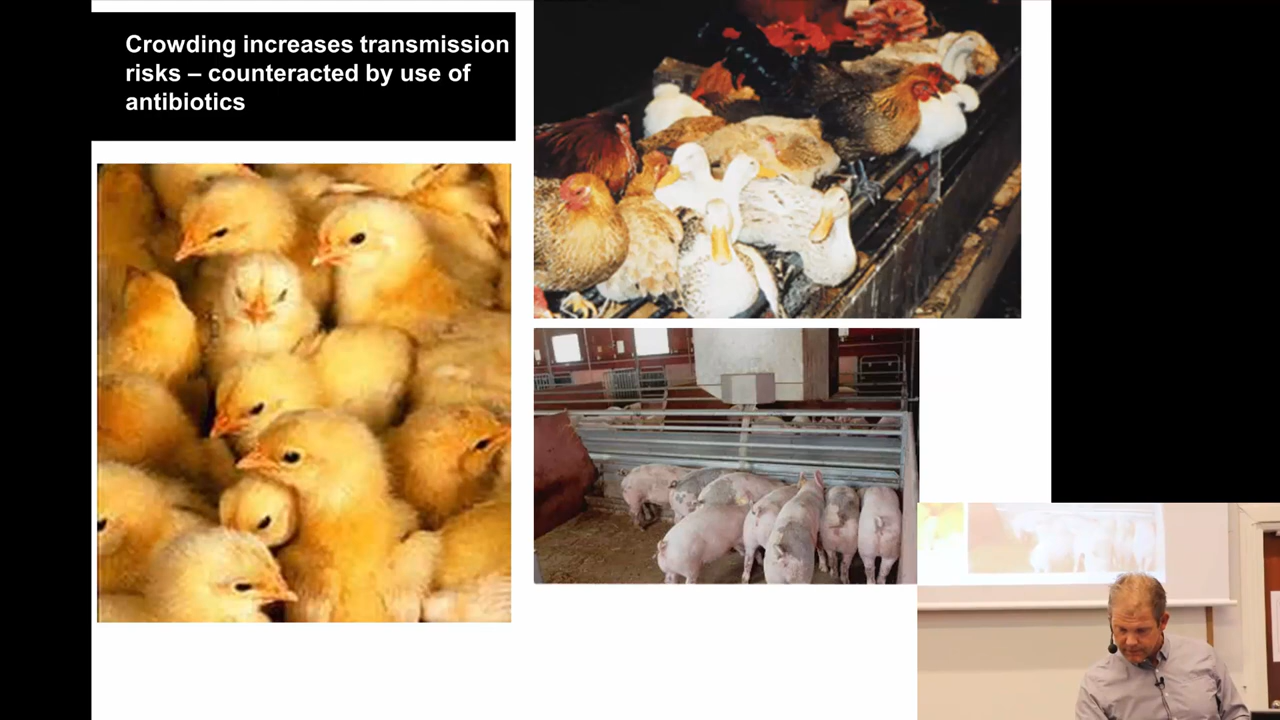 Crowding increases transmission
risks – counteracted by use of
antibiotics